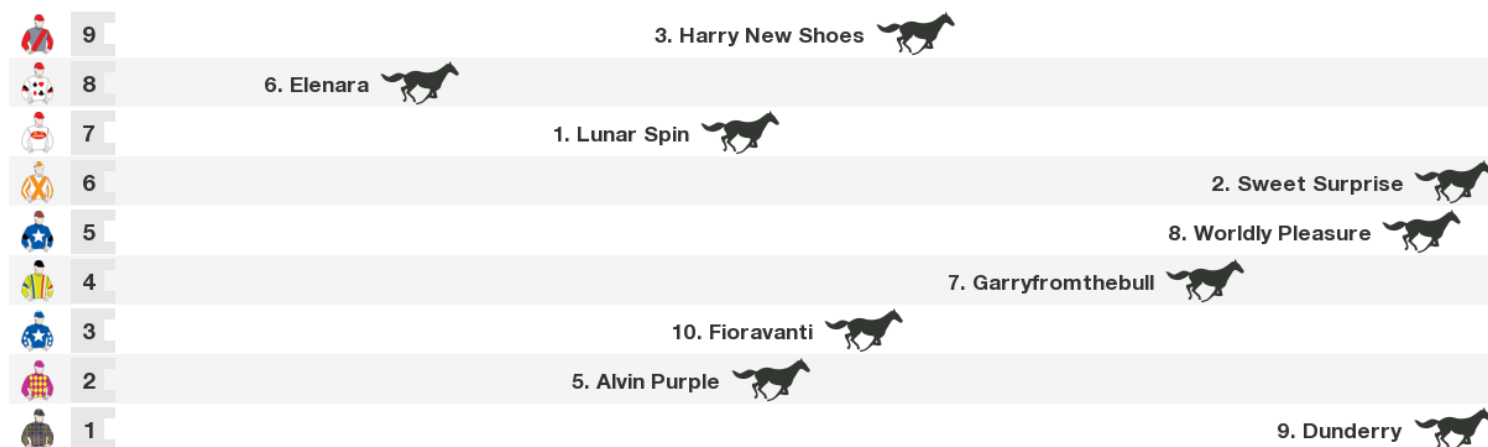 9 3. Harry New Shoes
8 6. Elenara
7 1. Lunar Spin
6 2. Sweet Surprise
5 8. Worldly Pleasure
4 7. Garryfromthebull
3 10. Fioravanti
2 5. Alvin Purple
1 9. Dunderry